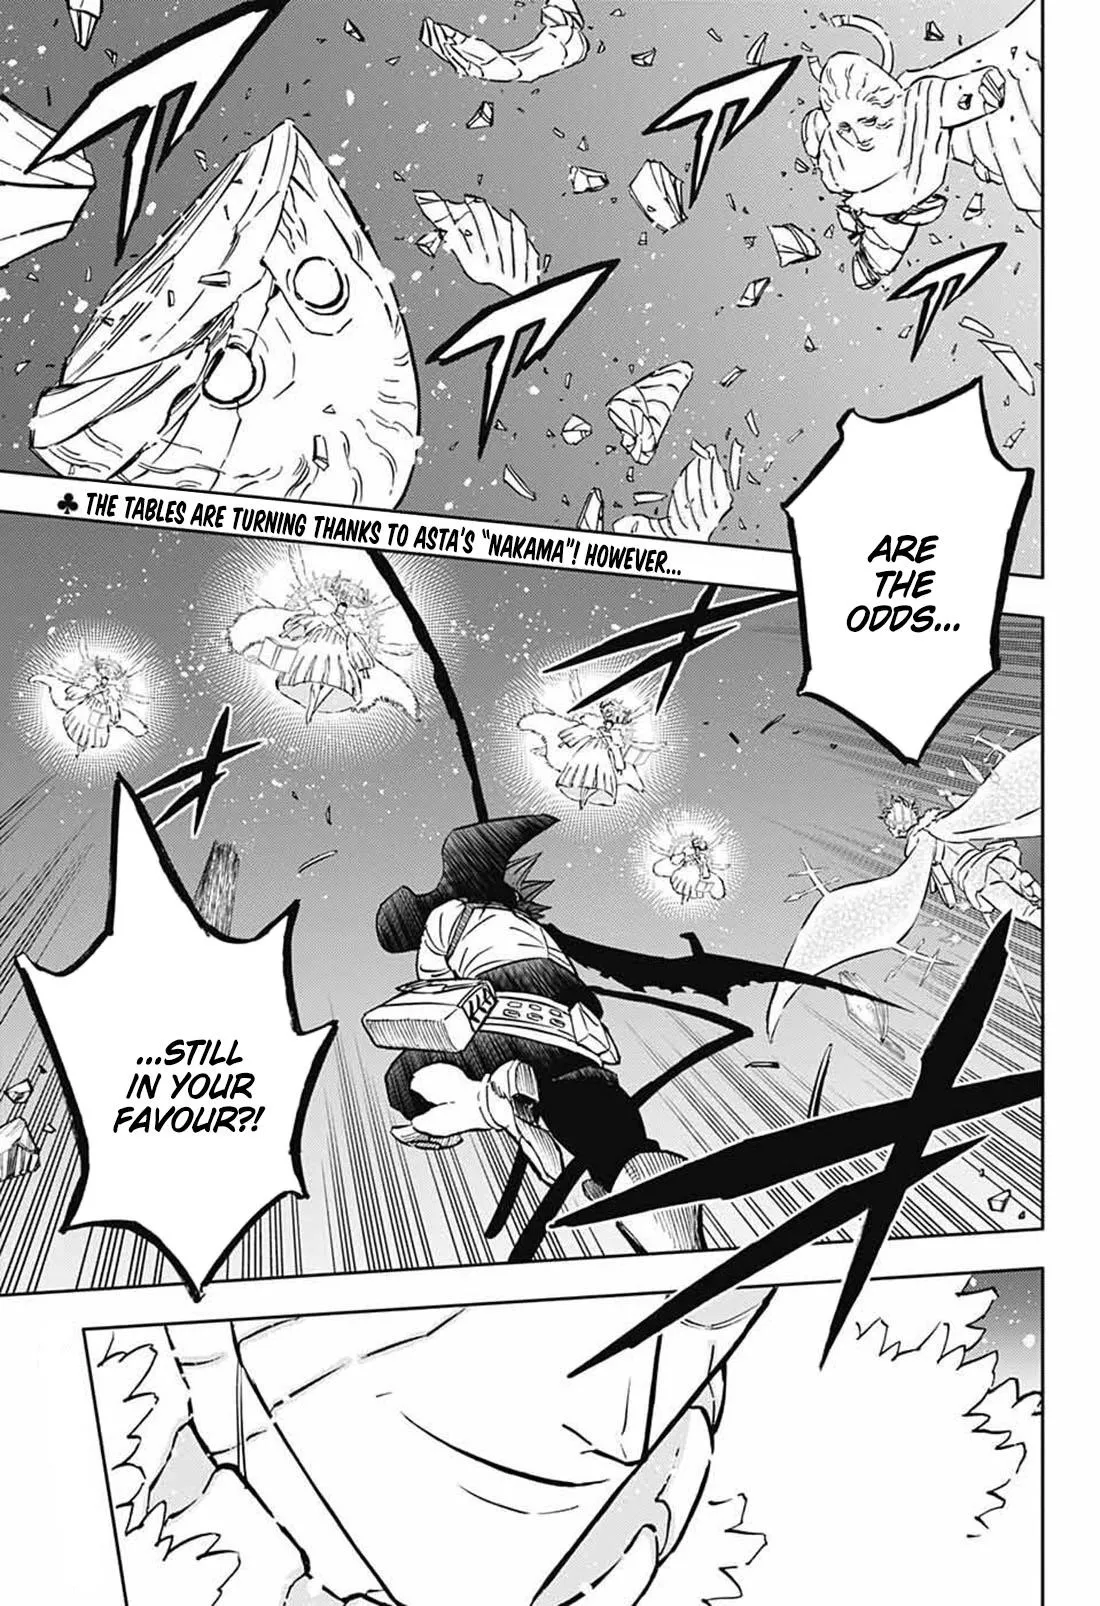 ARE
THE
ODDS...
♣ THE TABLES ARE TURNING THANKS TO ASTA'S "NAKAMA"! HOWEVER...
...STILL
IN YOUR
FAVOUR?!